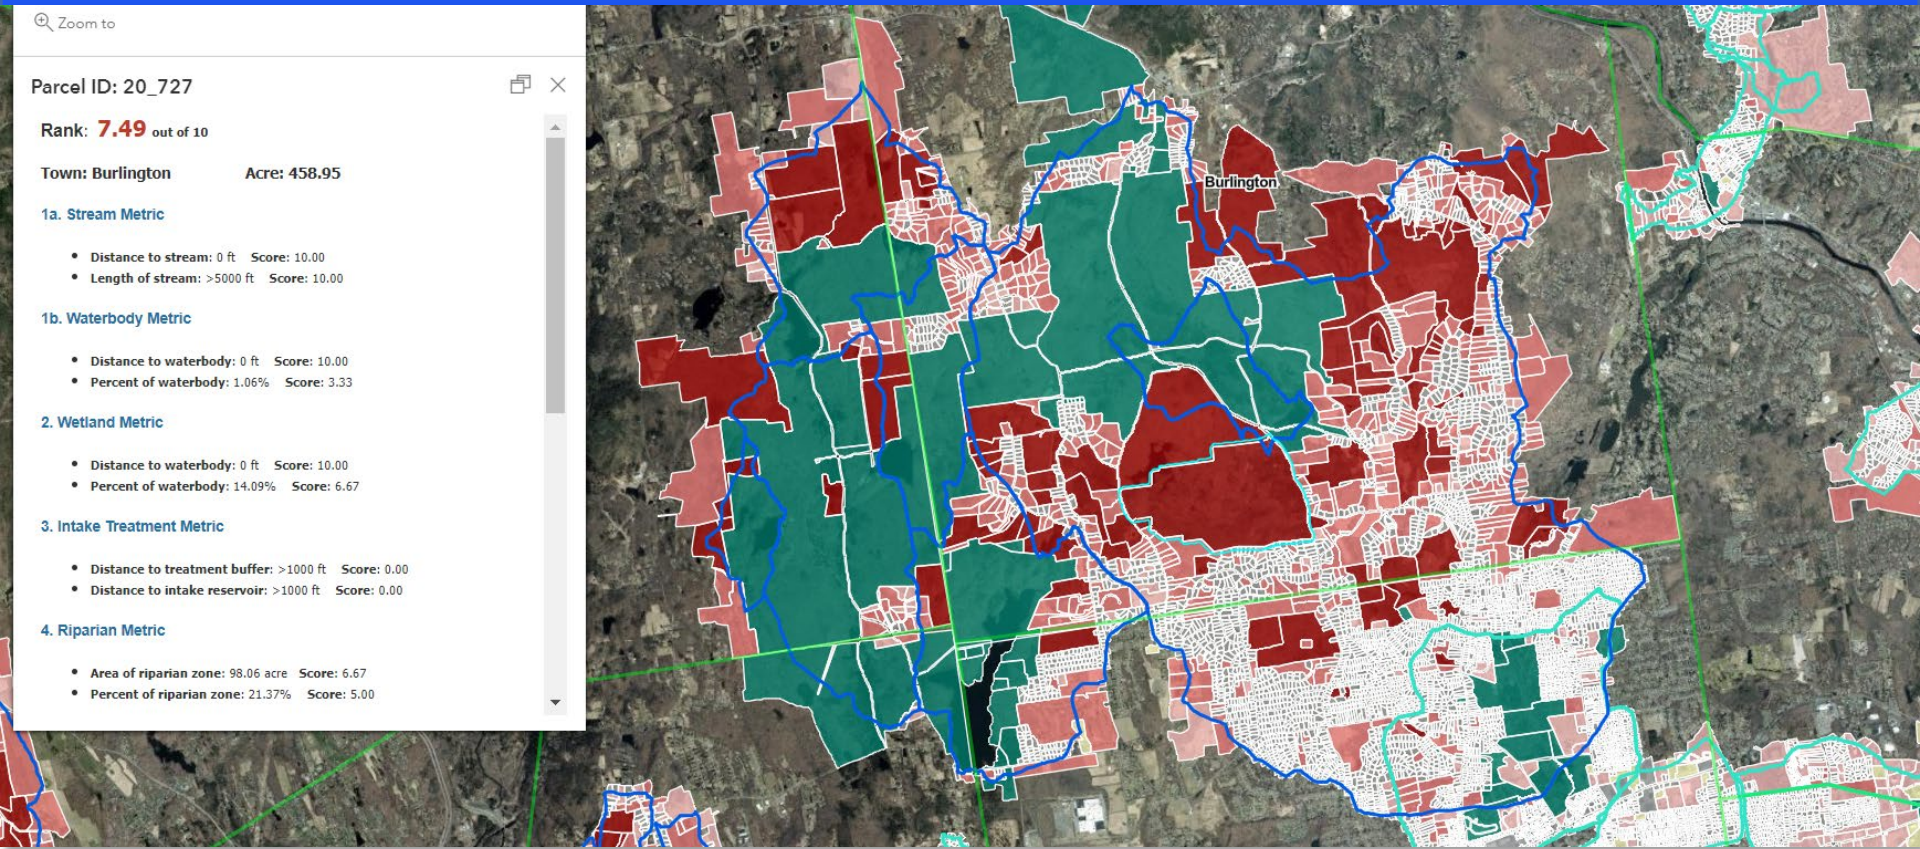 Zoom to
Parcel ID: 20_727
Rank: 7.49 out of 10
Town: Burlington Acre: 458.95
1a. Stream Metric
• Distance to stream: 0 ft Score: 10.00
• Length of stream: >5000 ft Score: 10.00
1b. Waterbody Metric
• Distance to waterbody: 0 ft Score: 10.00
• Percent of waterbody: 1.06% Score: 3.33
2. Wetland Metric
• Distance to waterbody: 0 ft Score: 10.00
• Percent of waterbody: 14.09% Score: 6.67
3. Intake Treatment Metric
• Distance to treatment buffer: >1000 ft Score: 0.00
• Distance to intake reservoir: >1000 ft Score: 0.00
4. Riparian Metric
• Area of riparian zone: 98.06 acre Score: 6.67
• Percent of riparian zone: 21.37% Score: 5.00
Burlington